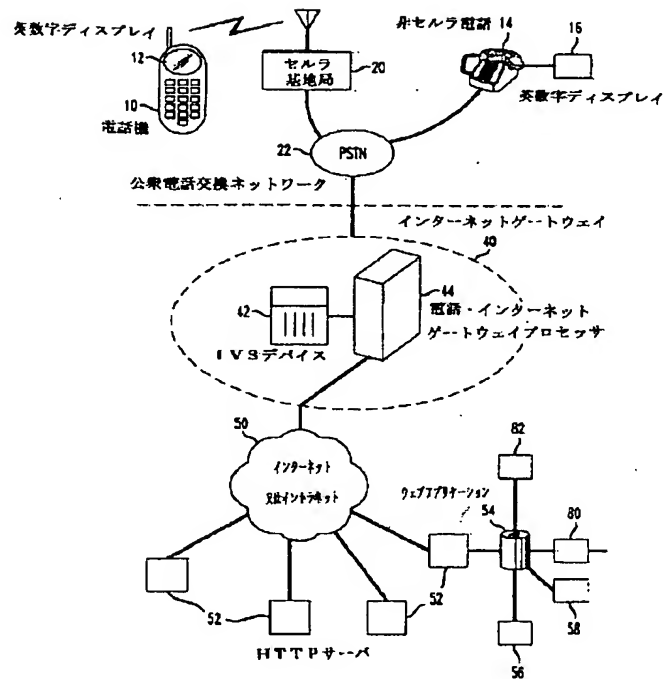 英数字ディスプレイ
12
10
電話機
セルラ
基地局
20
非セルラ電話 14
16
英数字ディスプレイ
22
PSTN
公衆電話交換ネットワーク
インターネットゲートウェイ
40
42
IVSデバイス
44
電話・インターネット
ゲートウェイプロセッサ
50
インターネット
又はイントラネット
ウェブアプリケーション
52
52
52
HTTPサーバ
54
82
80
58
56